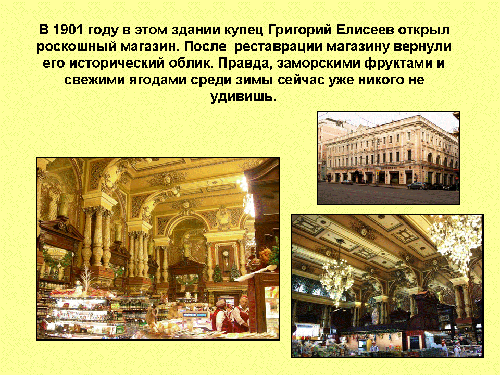 В 1901 году в этом здании купец Григорий Елисеев открыл
роскошный магазин. После реставрации магазину вернули
его исторический облик. Правда, заморскими фруктами и
свежими ягодами среди зимы сейчас уже никого не
удивишь.